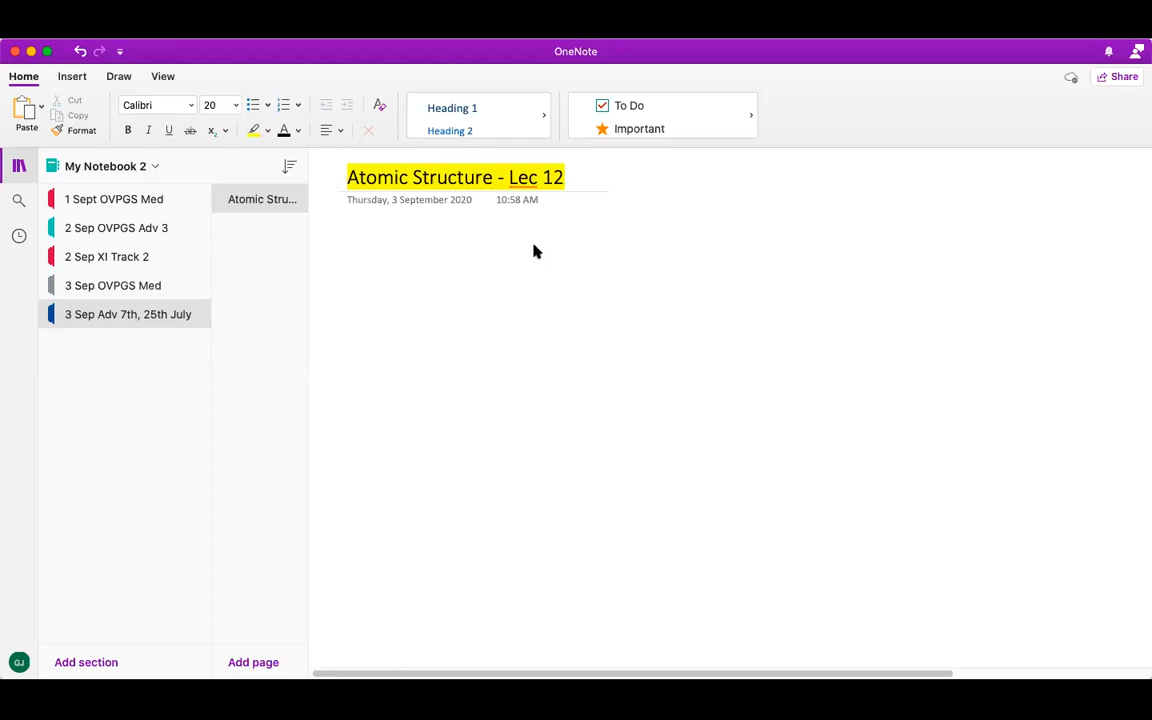 OneNote
Home Insert Draw View
Share
Paste
Cut
Copy
Format
Calibri 20
B I U ab x₂ A
Heading 1
Heading 2
To Do
Important
My Notebook 2
1 Sept OVPGS Med
2 Sep OVPGS Adv 3
2 Sep XI Track 2
3 Sep OVPGS Med
3 Sep Adv 7th, 25th July
Atomic Stru...
Atomic Structure - Lec 12
Thursday, 3 September 2020 10:58 AM
GJ
Add section
Add page